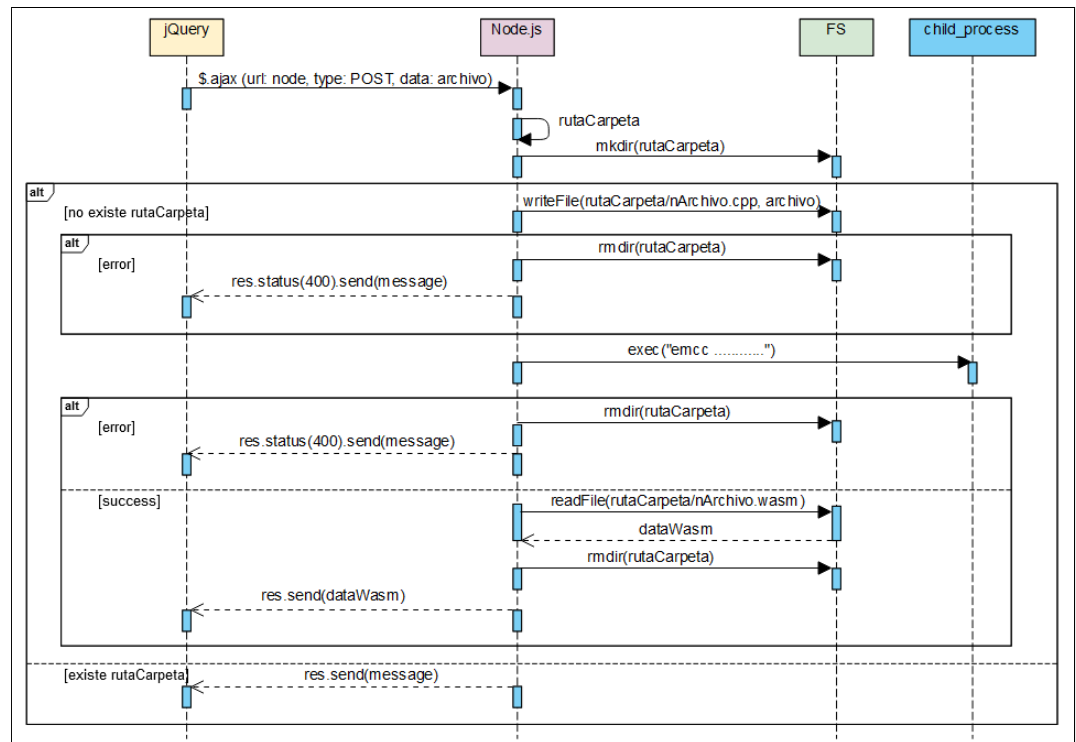 jQuery
Node.js
FS
child_process
$.ajax (url: node, type: POST, data: archivo)
rutaCarpeta
mkdir(rutaCarpeta)
alt
[no existe rutaCarpeta]
writeFile(rutaCarpeta/nArchivo.cpp, archivo)
alt
[error]
rmdir(rutaCarpeta)
res.status(400).send(message)
exec("emcc ............")
alt
[error]
rmdir(rutaCarpeta)
res.status(400).send(message)
[success]
readFile(rutaCarpeta/nArchivo.wasm)
dataWasm
rmdir(rutaCarpeta)
res.send(dataWasm)
[existe rutaCarpeta]
res.send(message)